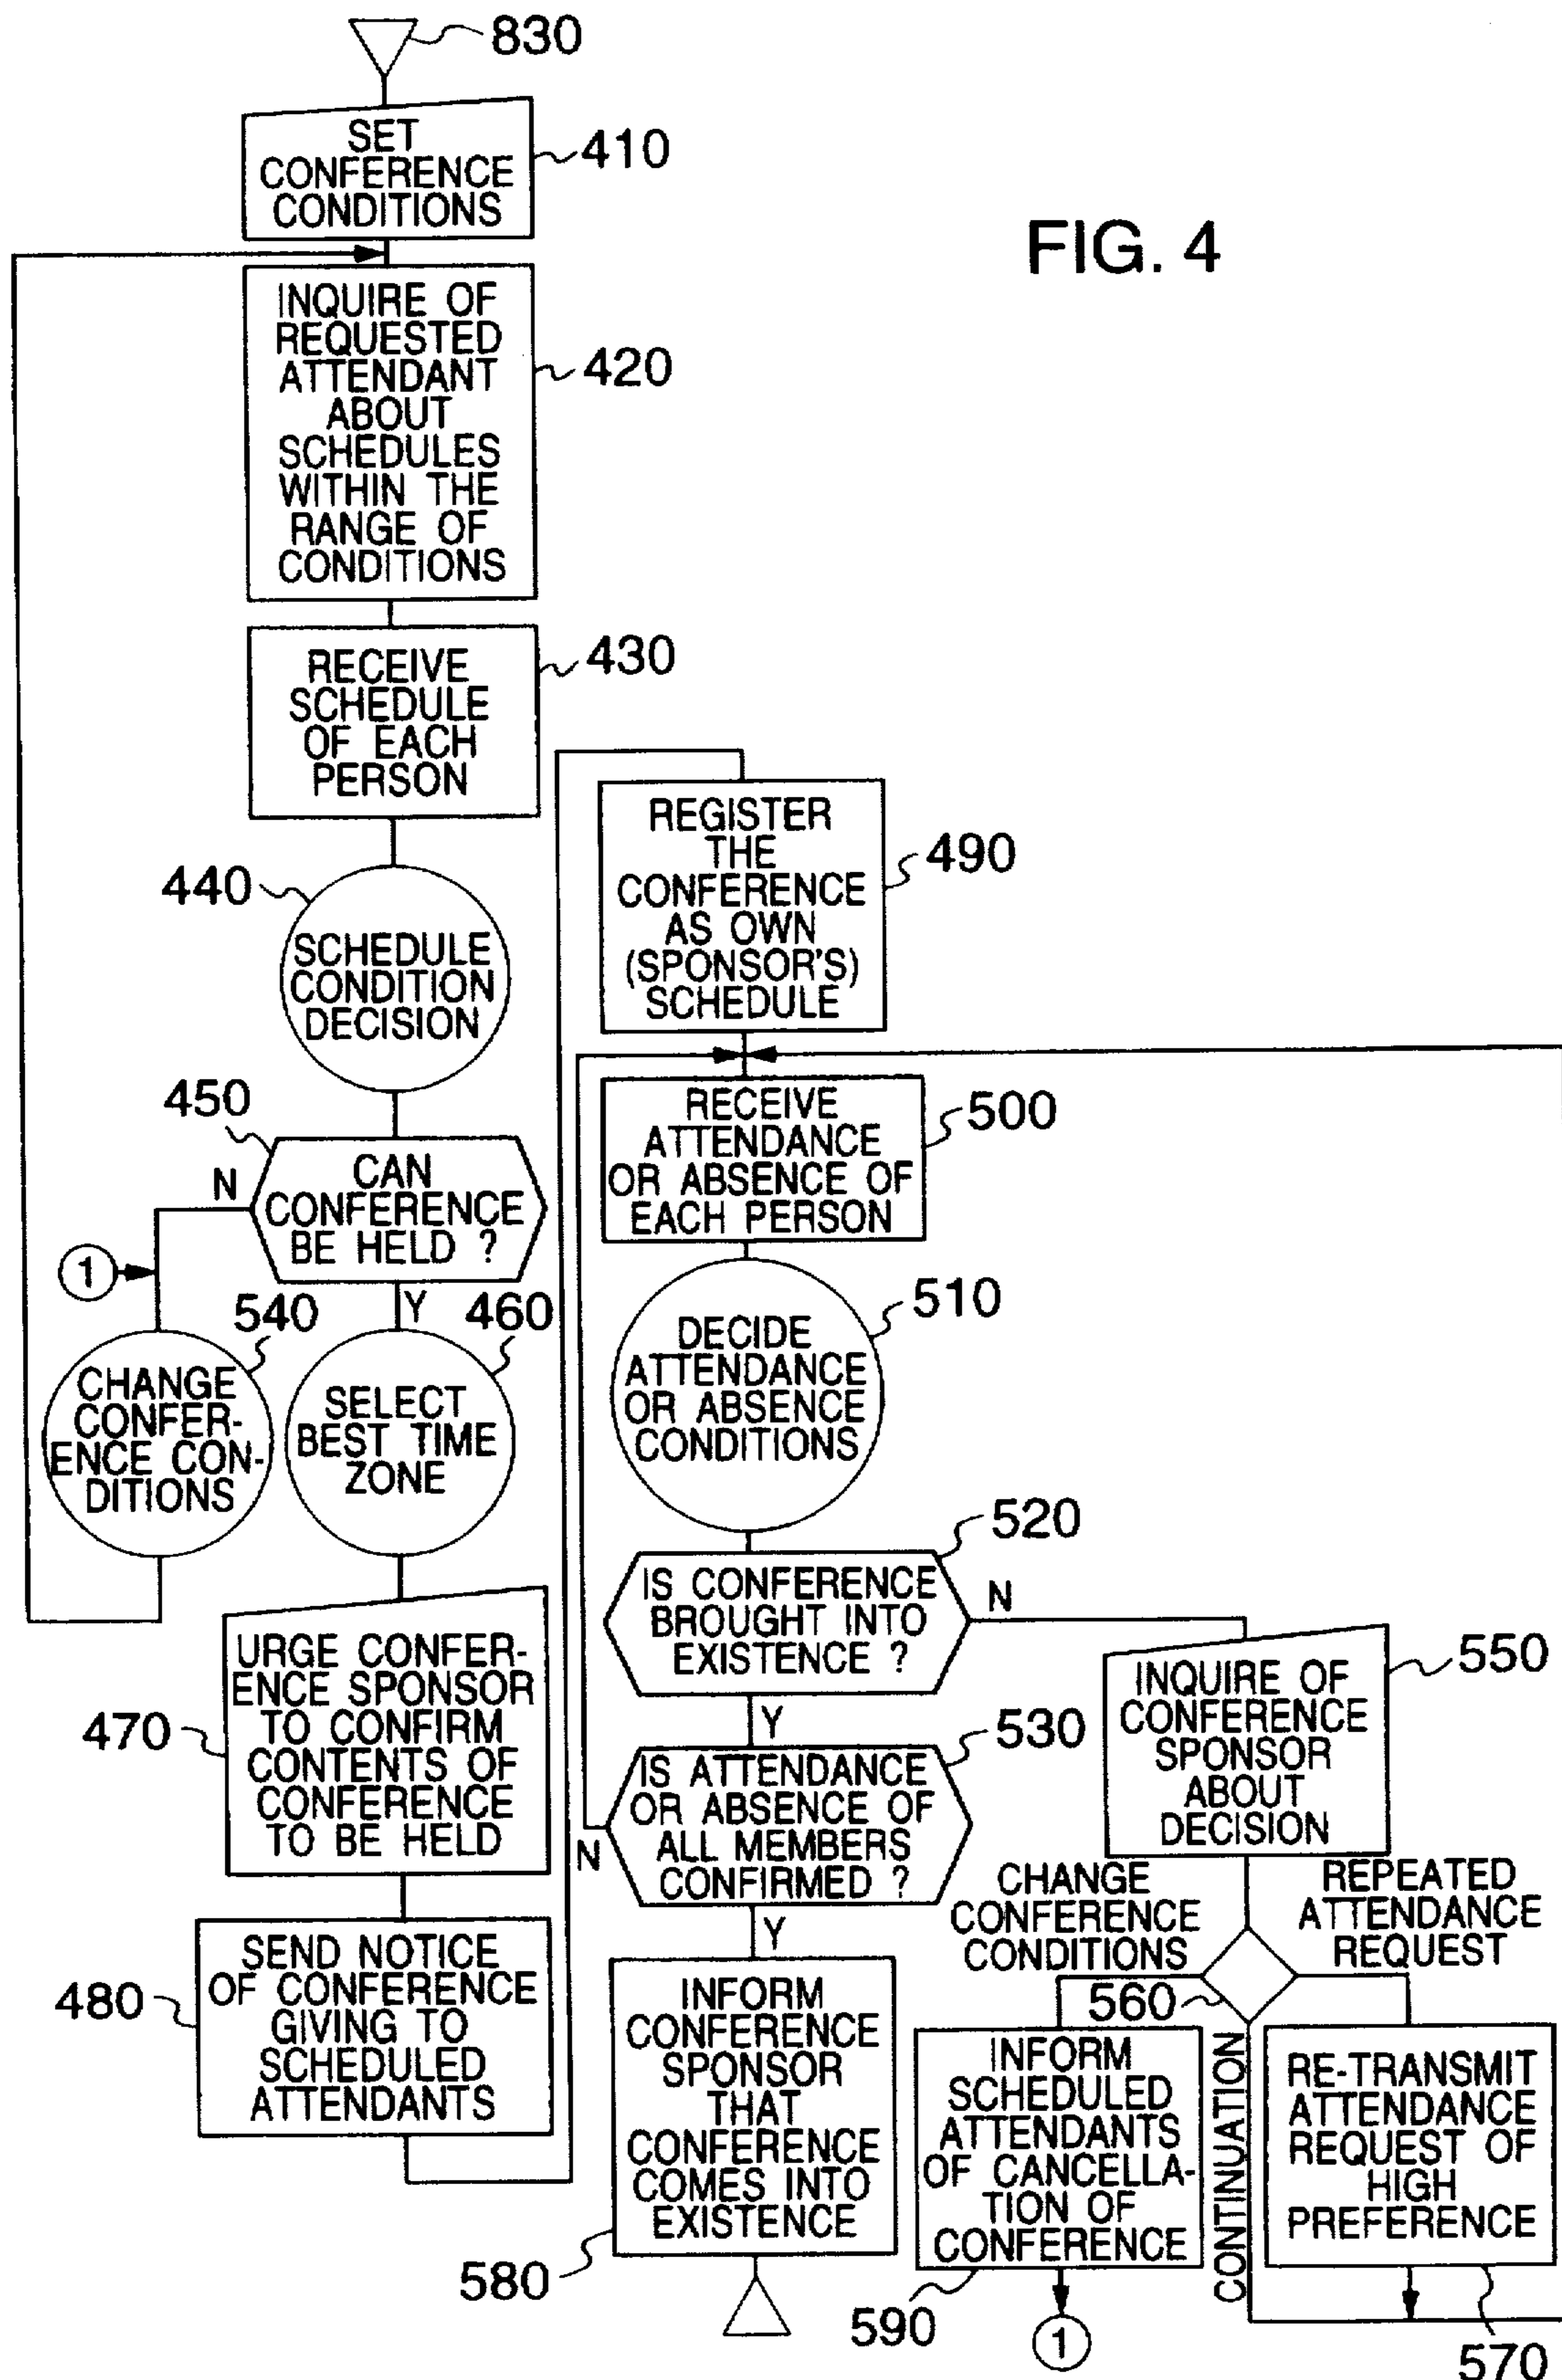 830
SET
CONFERENCE
CONDITIONS
410
FIG. 4
INQUIRE OF
REQUESTED
ATTENDANT
ABOUT
SCHEDULES
WITHIN THE
RANGE OF
CONDITIONS
420
RECEIVE
SCHEDULE
OF EACH
PERSON
430
440
SCHEDULE
CONDITION
DECISION
450
N
CAN
CONFERENCE
BE HELD ?
Y
1
540
CHANGE
CONFER-
ENCE CON-
DITIONS
460
SELECT
BEST TIME
ZONE
470
URGE CONFER-
ENCE SPONSOR
TO CONFIRM
CONTENTS OF
CONFERENCE
TO BE HELD
480
SEND NOTICE
OF CONFERENCE
GIVING TO
SCHEDULED
ATTENDANTS
REGISTER
THE
CONFERENCE
AS OWN
(SPONSOR'S)
SCHEDULE
490
RECEIVE
ATTENDANCE
OR ABSENCE OF
EACH PERSON
500
DECIDE
ATTENDANCE
OR ABSENCE
CONDITIONS
510
520
IS CONFERENCE
BROUGHT INTO
EXISTENCE ?
N
Y
530
IS ATTENDANCE
OR ABSENCE OF
ALL MEMBERS
CONFIRMED ?
N
Y
INFORM
CONFERENCE
SPONSOR
THAT
CONFERENCE
COMES INTO
EXISTENCE
580
INQUIRE OF
CONFERENCE
SPONSOR
ABOUT
DECISION
550
CHANGE
CONFERENCE
CONDITIONS
REPEATED
ATTENDANCE
REQUEST
560
INFORM
SCHEDULED
ATTENDANTS
OF CANCELLA-
TION OF
CONFERENCE
590
1
CONTINUATION
RE-TRANSMIT
ATTENDANCE
REQUEST OF
HIGH
PREFERENCE
570